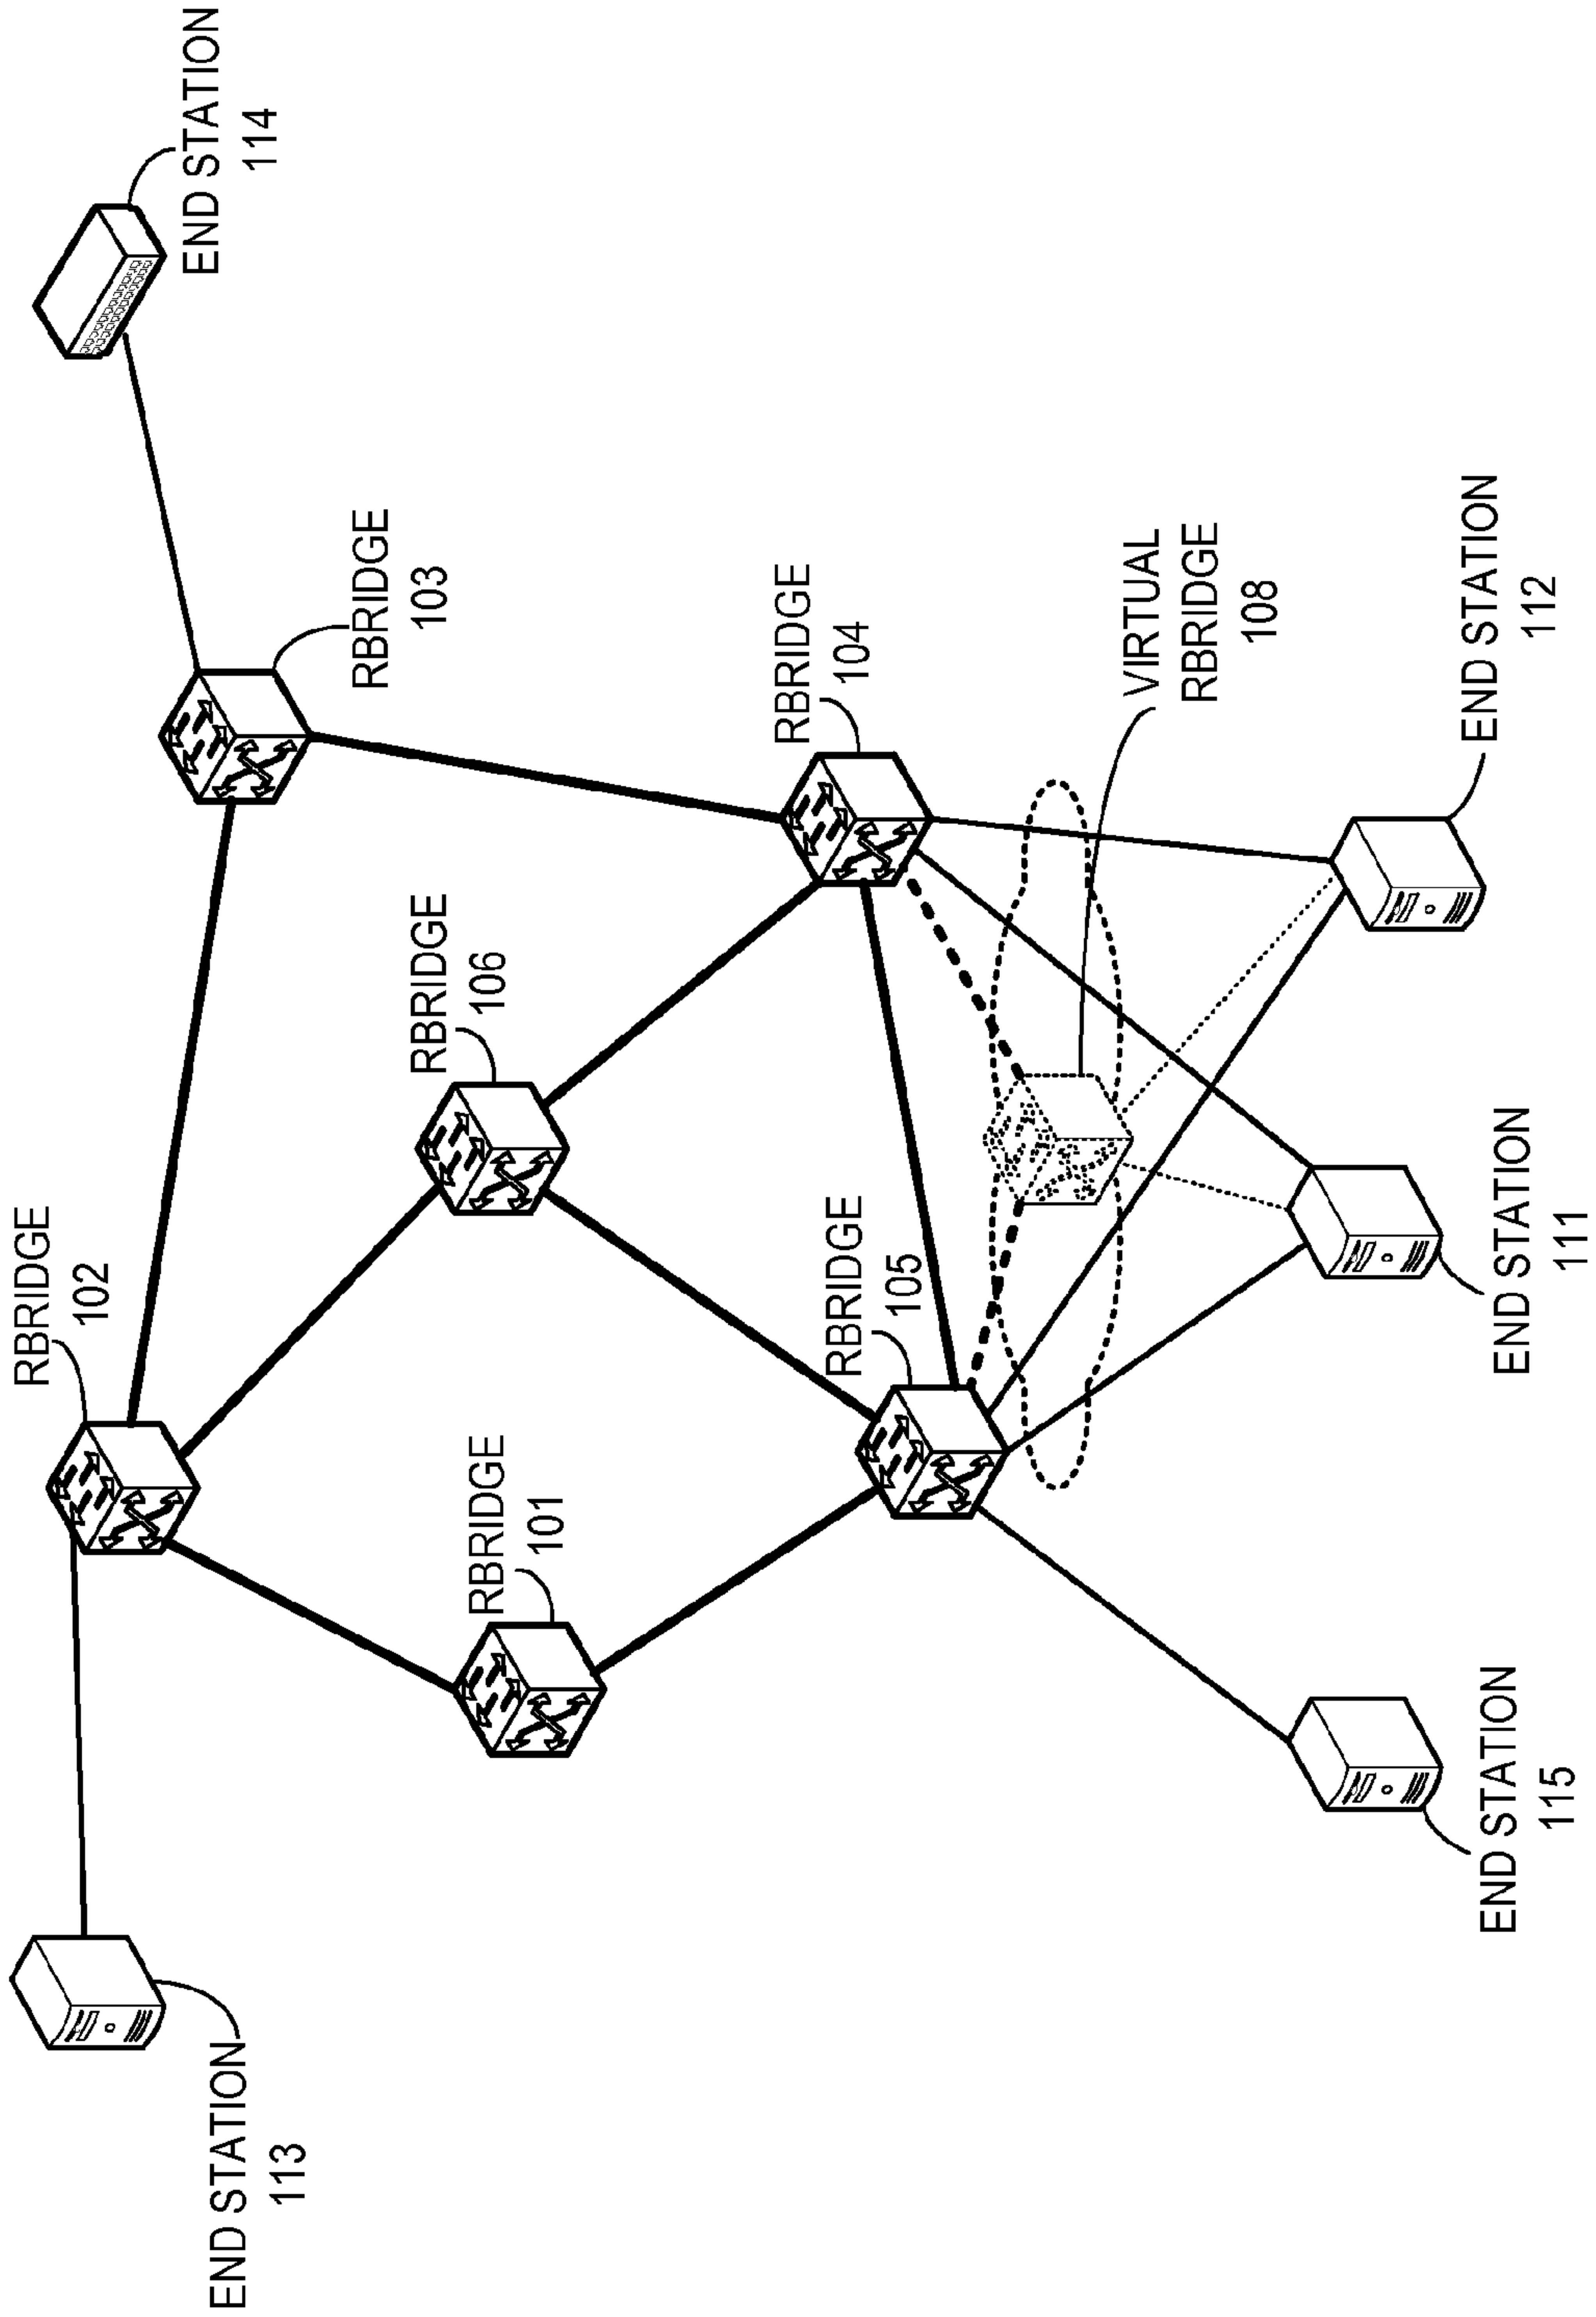 END STATION
113
RBRIDGE
102
RBRIDGE
103
END STATION
114
RBRIDGE
101
RBRIDGE
106
RBRIDGE
105
RBRIDGE
104
VIRTUAL
RBRIDGE
108
END STATION
115
END STATION
111
END STATION
112